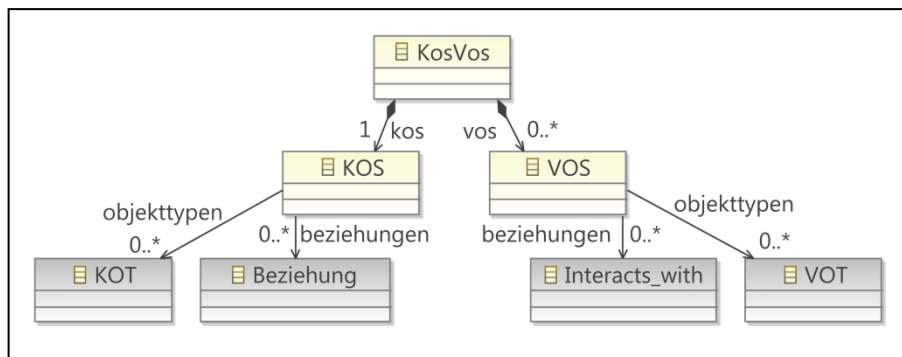 KosVos
1 kos vos 0..*
KOS VOS
objekttypen objekttypen
0..* 0..* beziehungen beziehungen 0..* 0..*
KOT Beziehung Interacts_with VOT